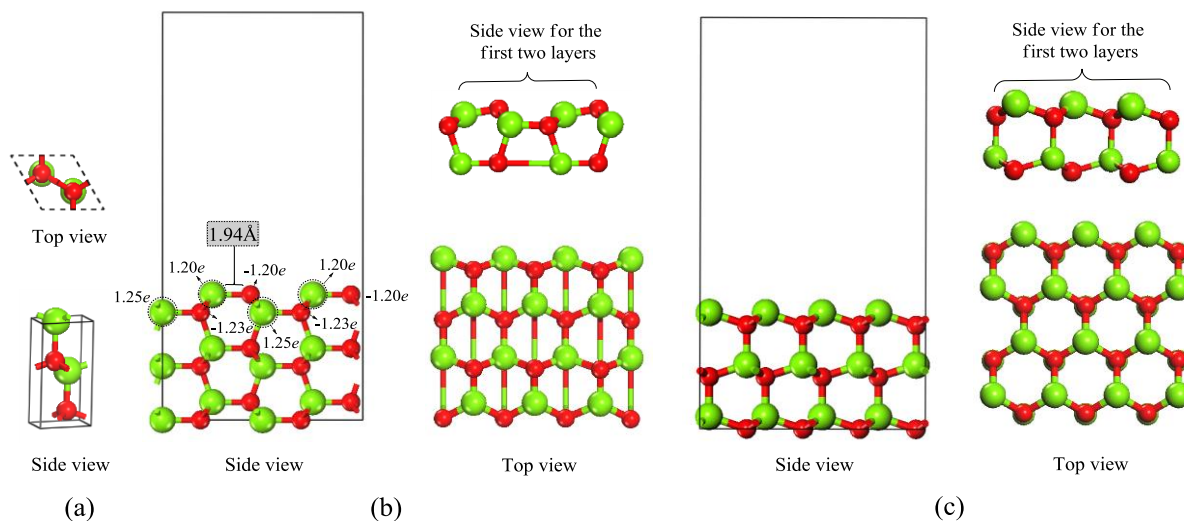 Side view for the
first two layers
Side view for the
first two layers
1.94Å
1.20e
-1.20e
1.20e
1.25e
-1.20e
-1.23e
-1.23e
1.25e
Top view
Side view
Side view
Top view
Side view
Top view
(a)
(b)
(c)